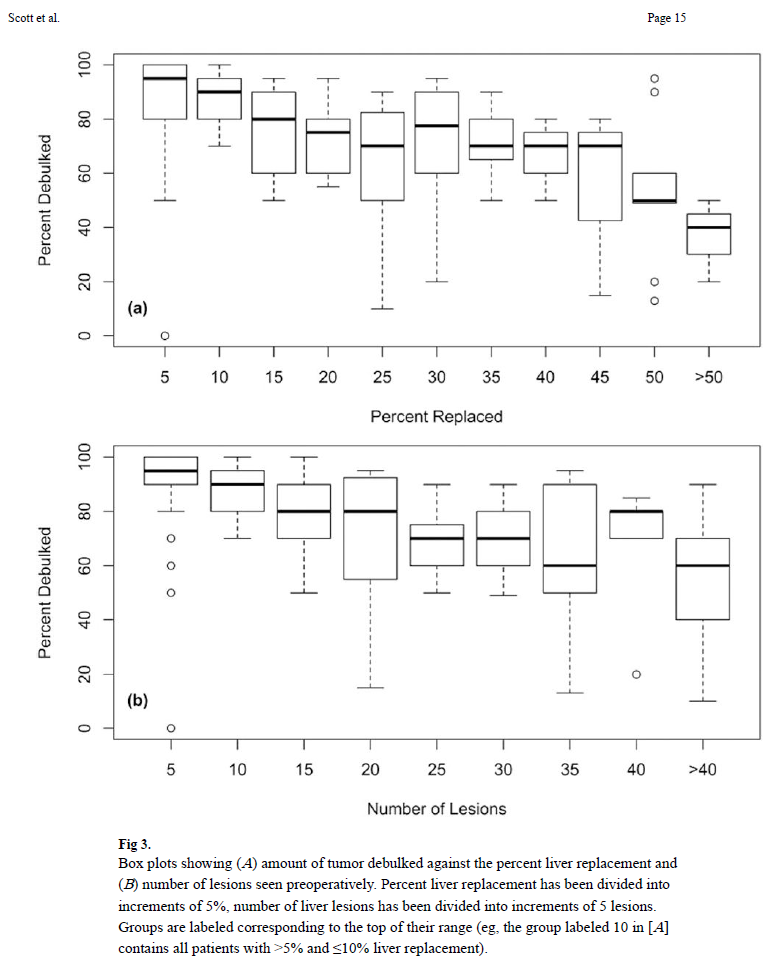 Scott et al.
Page 15
100
80
60
40
20
0
Percent Debulked
(a)
5 10 15 20 25 30 35 40 45 50 >50
Percent Replaced
100
80
60
40
20
0
Percent Debulked
(b)
5 10 15 20 25 30 35 40 >40
Number of Lesions
Fig 3.
Box plots showing (A) amount of tumor debulked against the percent liver replacement and
(B) number of lesions seen preoperatively. Percent liver replacement has been divided into
increments of 5%, number of liver lesions has been divided into increments of 5 lesions.
Groups are labeled corresponding to the top of their range (eg, the group labeled 10 in [A]
contains all patients with >5% and ≤10% liver replacement).